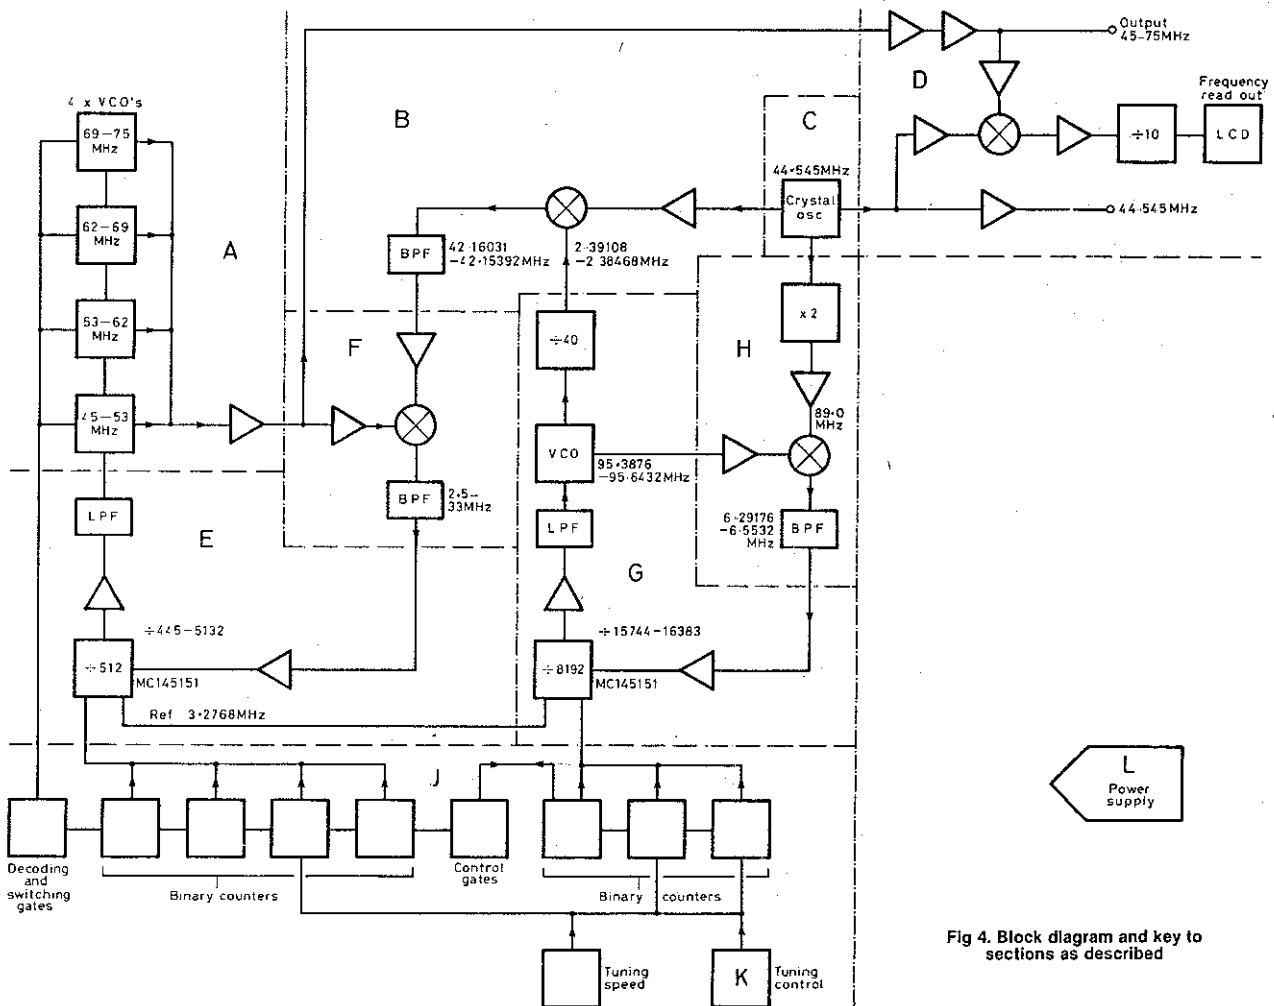 4 x VCO's
69–75
MHz
62–69
MHz
53–62
MHz
45–53
MHz
A
B
C
D
Output
45–75MHz
Frequency
read out
÷10
LCD
44·545MHz
Crystal
osc
44·545 MHz
BPF
42·16031
–42·15392MHz
2·39108
–2·38468MHz
F
÷40
H
x 2
89·0
MHz
VCO
95·3876
–95·6432MHz
BPF
2·5–
33MHz
LPF
E
LPF
G
6·29176
–6·5532
MHz
BPF
÷445–5132
÷512
MC145151
÷15744–16383
÷8192
MC145151
Ref 3·2768MHz
J
L
Power
supply
Decoding
and
switching
gates
Binary counters
Control
gates
Binary counters
Tuning
speed
K
Tuning
control
Fig 4. Block diagram and key to
sections as described